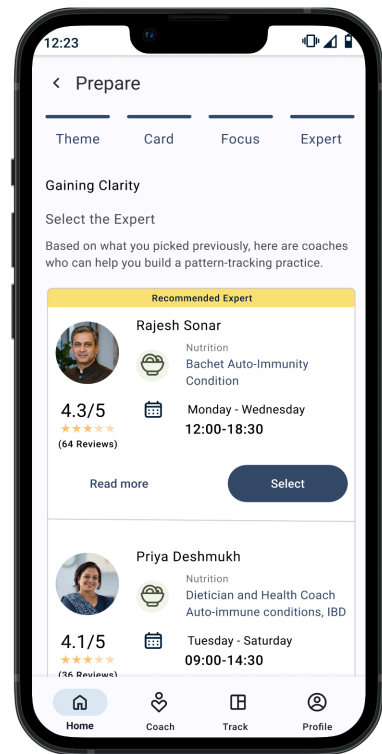 12:23
Prepare
Theme Card Focus Expert
Gaining Clarity
Select the Expert
Based on what you picked previously, here are coaches
who can help you build a pattern-tracking practice.
Recommended Expert
Rajesh Sonar
Nutrition
Bachet Auto-Immunity
Condition
4.3/5
(64 Reviews)
Monday - Wednesday
12:00-18:30
Read more
Select
Priya Deshmukh
Nutrition
Dietician and Health Coach
Auto-immune conditions, IBD
4.1/5
(36 Reviews)
Tuesday - Saturday
09:00-14:30
Home Coach Track Profile